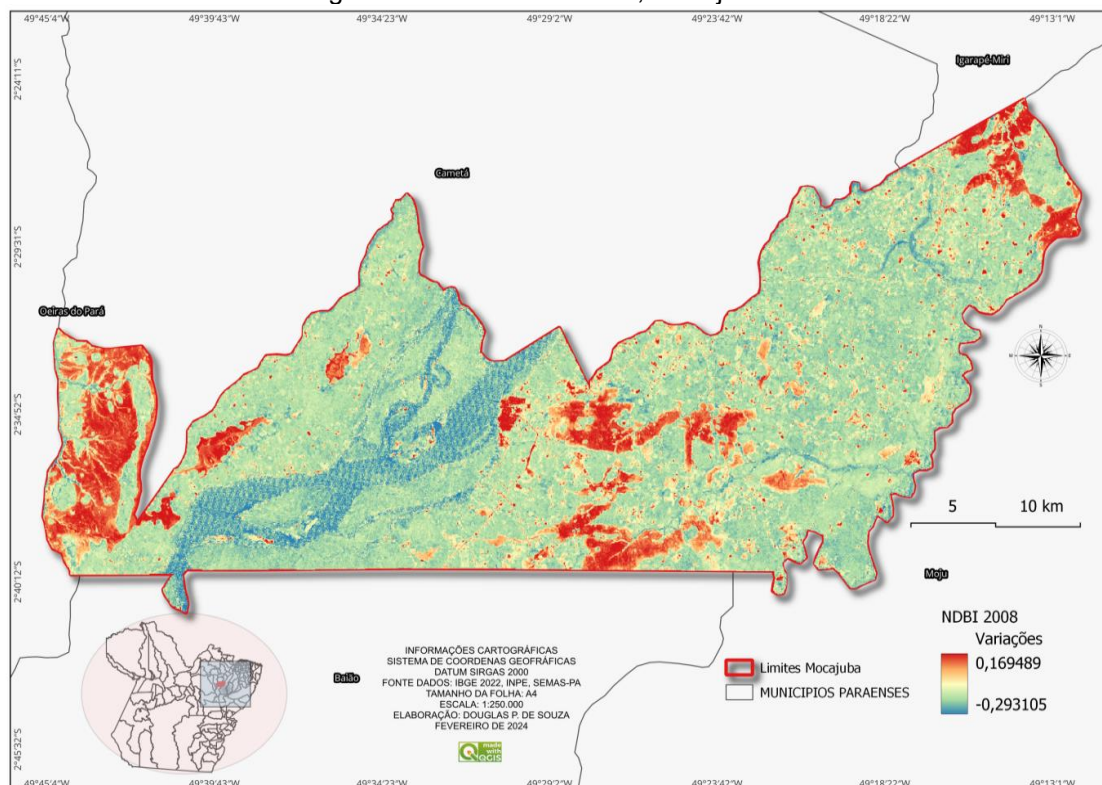 49°45'4"W 49°39'43"W 49°34'23"W 49°29'2"W 49°23'42"W 49°18'22"W 49°13'1"W
2°24'11"S
Igarapé-Miri
Cametá
2°29'31"S
Oeiras do Pará
2°34'52"S
5 10 km
2°40'12"S
Moju
NDBI 2008
Variações
0,169489
-0,293105
Limites Mocajuba
MUNICIPIOS PARAENSES
INFORMAÇÕES CARTOGRÁFICAS
SISTEMA DE COORDENAS GEOFRÁFICAS
DATUM SIRGAS 2000
FONTE DADOS: IBGE 2022, INPE, SEMAS-PA
TAMANHO DA FOLHA: A4
ESCALA: 1:250.000
ELABORAÇÃO: DOUGLAS P. DE SOUZA
FEVEREIRO DE 2024
Baião
made
with
QGIS
2°45'32"S
49°45'4"W 49°39'43"W 49°34'23"W 49°29'2"W 49°23'42"W 49°18'22"W 49°13'1"W